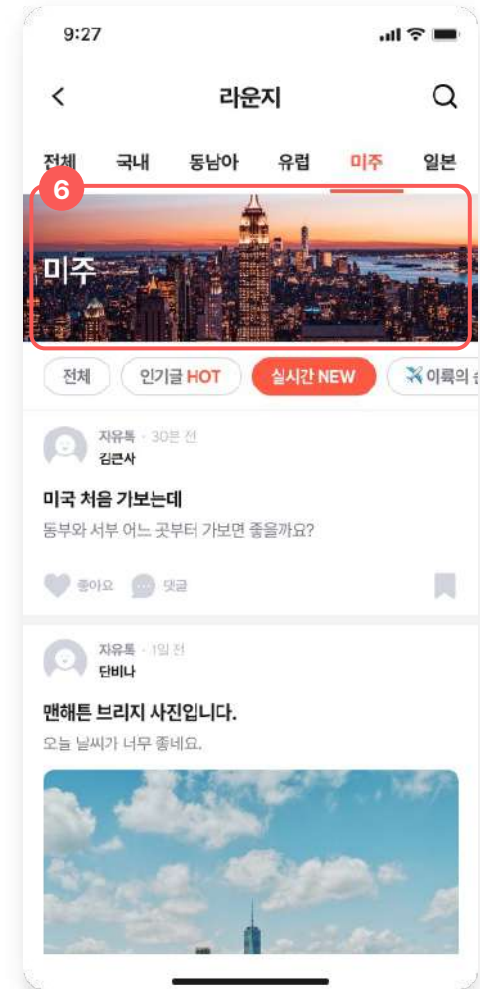 9:27
라운지
전체 국내 동남아 유럽 미주 일본
6
미주
전체 인기글 HOT 실시간 NEW 이륙의
자유톡 · 30분 전
김큰사
미국 처음 가보는데
동부와 서부 어느 곳부터 가보면 좋을까요?
좋아요 댓글
자유톡 · 1일 전
단비나
맨해튼 브리지 사진입니다.
오늘 날씨가 너무 좋네요.